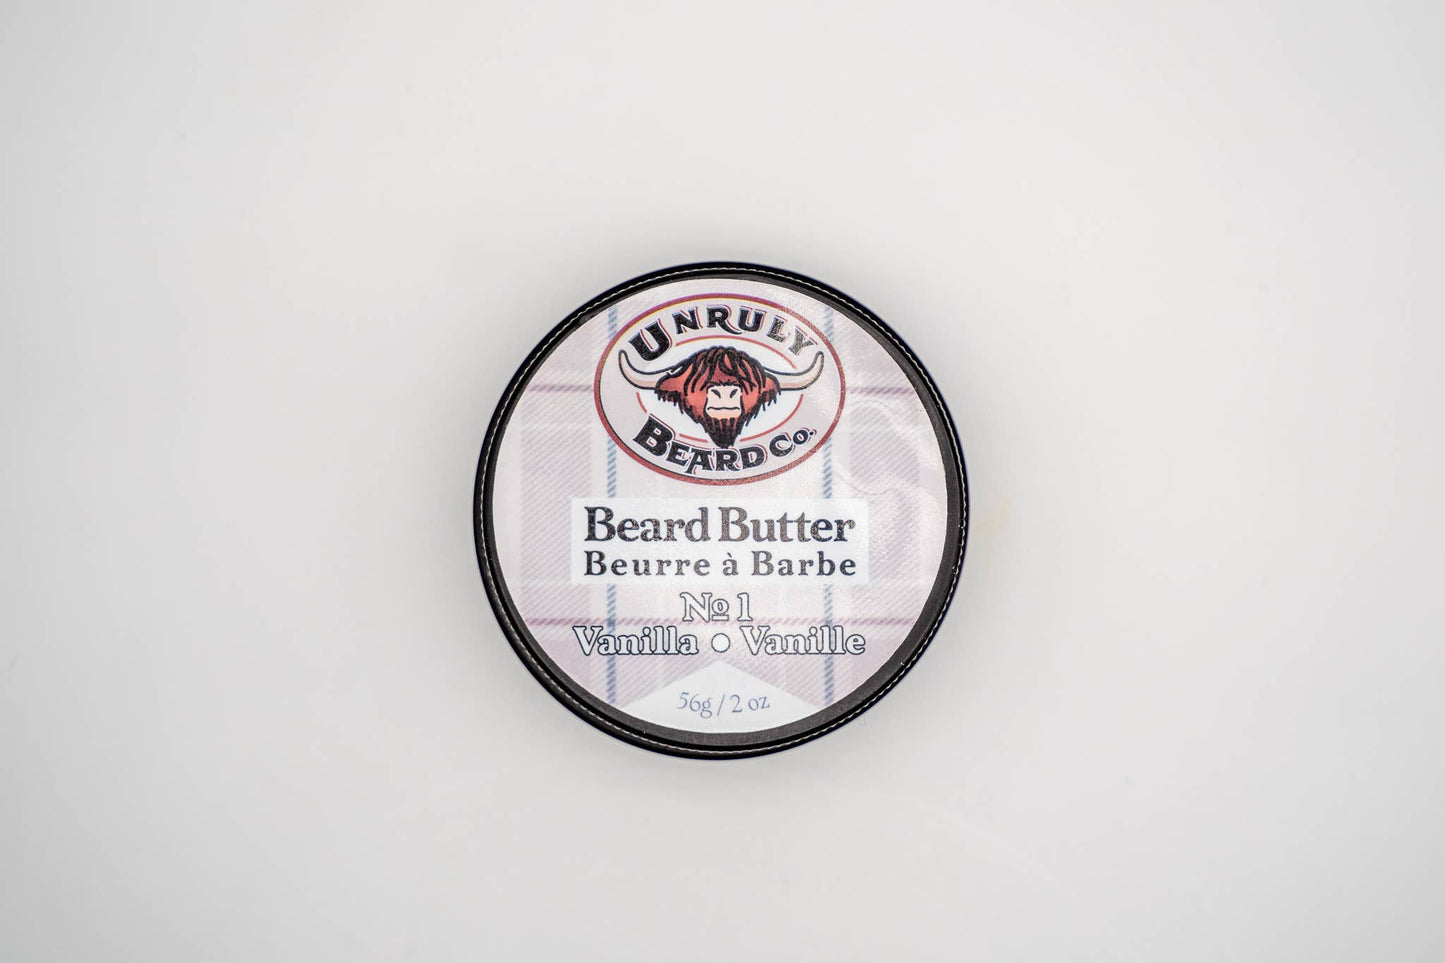 UNRULY
BEARD CO.
Beard Butter
Beurre à Barbe
№ 1
Vanilla • Vanille
56g / 2 oz